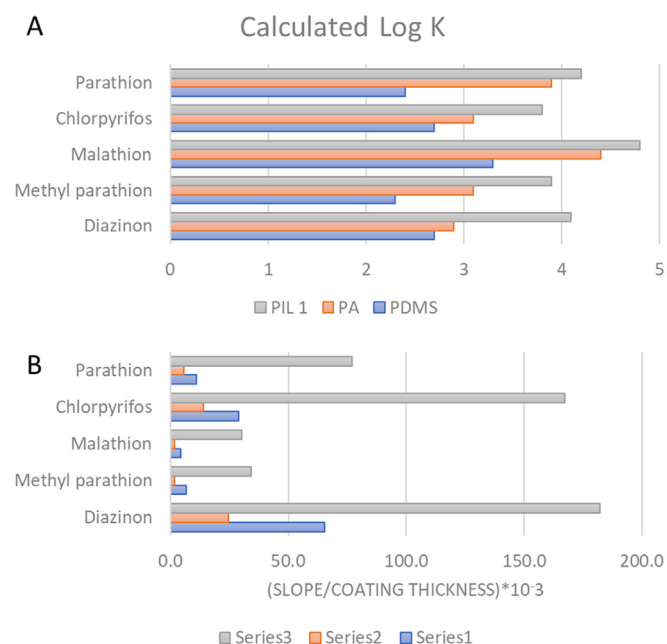 A
Calculated Log K
Parathion
Chlorpyrifos
Malathion
Methyl parathion
Diazinon
0 1 2 3 4 5
PIL 1 PA PDMS
B
Parathion
Chlorpyrifos
Malathion
Methyl parathion
Diazinon
0.0 50.0 100.0 150.0 200.0
(SLOPE/COATING THICKNESS)*10⁻³
Series3 Series2 Series1